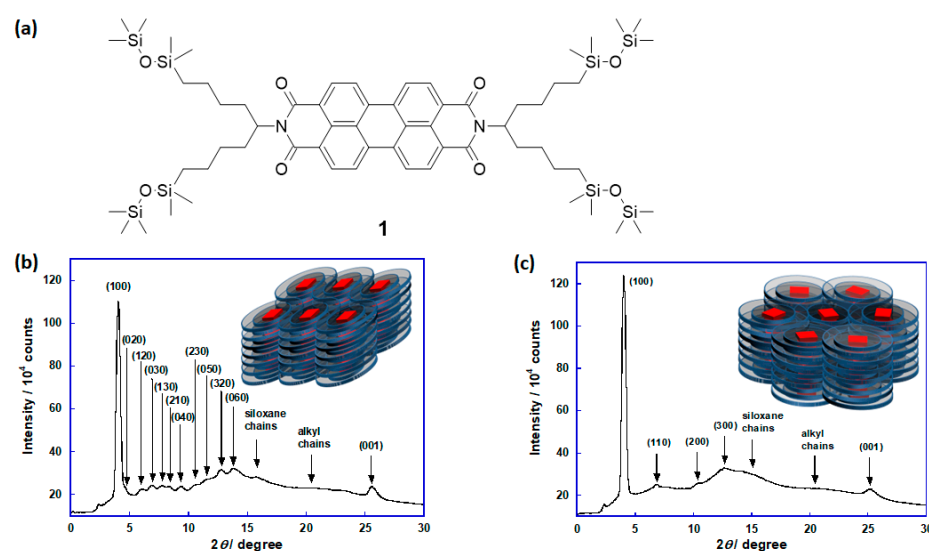 (a)
Si Si
O Si Si O
O O
N N
O O
O Si Si O
Si Si
1
(b)
(c)
Intensity / 10⁴ counts
120
100
80
60
40
20
(100)
(020)
(120)
(030)
(130)
(210)
(040)
(230)
(050)
(320)
(060)
siloxane
chains
alkyl
chains
(001)
0 5 10 15 20 25 30
2θ/ degree
Intensity / 10⁴ counts
120
100
80
60
40
20
(100)
(110)
(200)
(300)
siloxane
chains
alkyl
chains
(001)
0 5 10 15 20 25 30
2θ/ degree